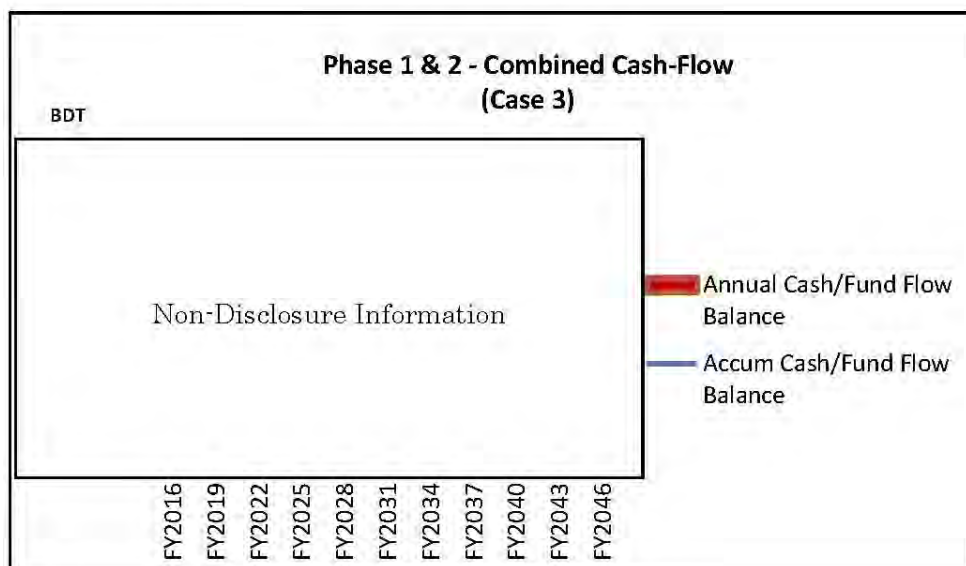 Phase 1 & 2 - Combined Cash-Flow
(Case 3)
BDT
Non-Disclosure Information
Annual Cash/Fund Flow
Balance
Accum Cash/Fund Flow
Balance
FY2016
FY2019
FY2022
FY2025
FY2028
FY2031
FY2034
FY2037
FY2040
FY2043
FY2046